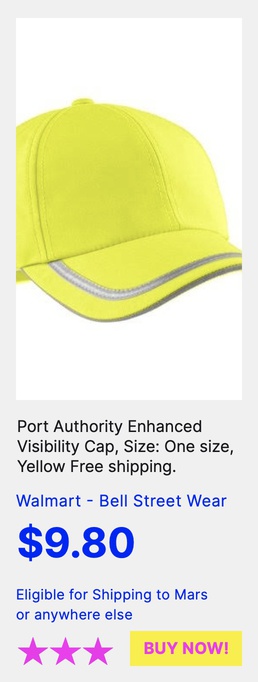 Port Authority Enhanced
Visibility Cap, Size: One size,
Yellow Free shipping.
Walmart - Bell Street Wear
$9.80
Eligible for Shipping to Mars
or anywhere else
BUY NOW!